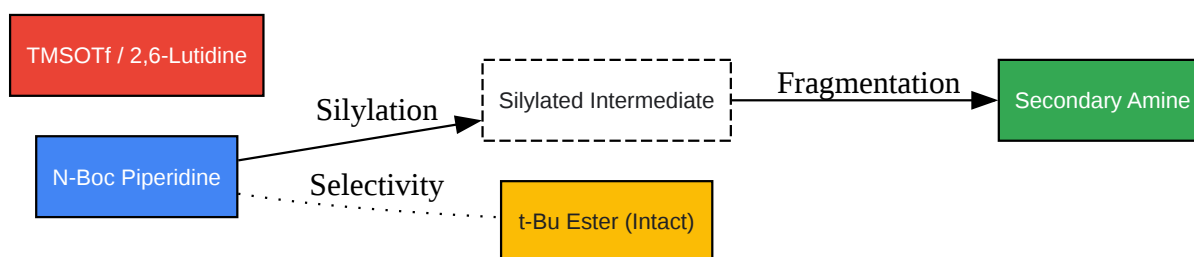 TMSOTf / 2,6-Lutidine
N-Boc Piperidine
Silylation
Selectivity
Silylated Intermediate
t-Bu Ester (Intact)
Fragmentation
Secondary Amine